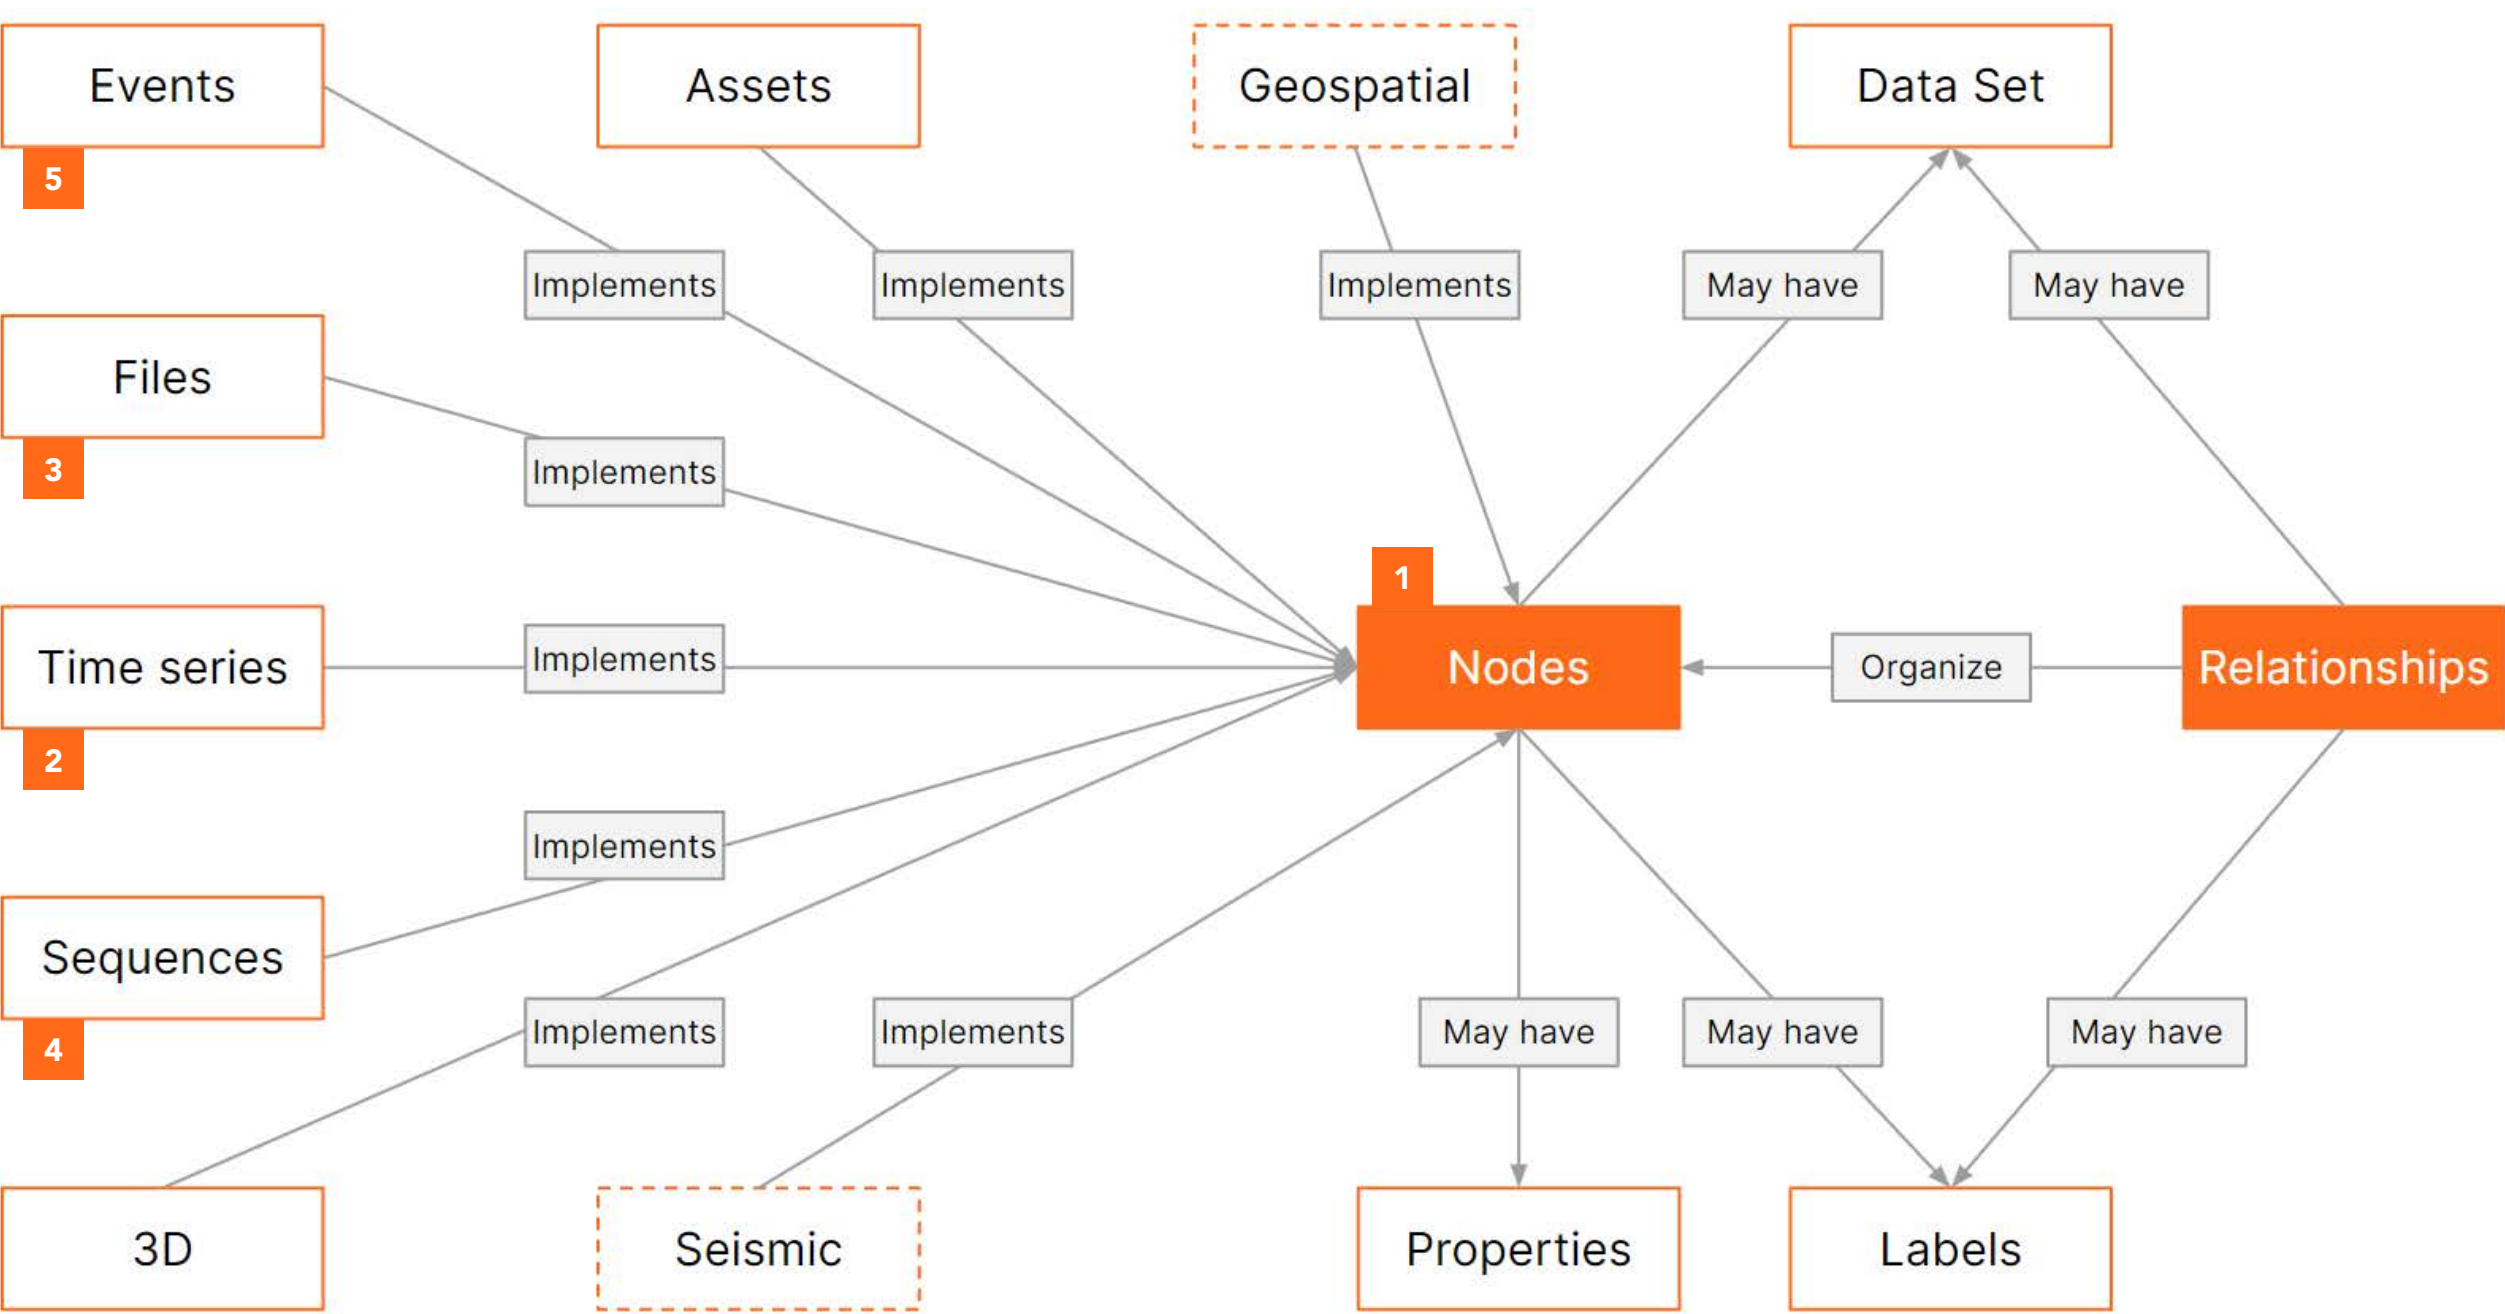 Events
Assets
Geospatial
Data Set
5
Implements
Implements
Implements
May have
May have
Files
Implements
3
1
Time series
Implements
Nodes
Organize
Relationships
2
Implements
Sequences
4
Implements
Implements
May have
May have
May have
3D
Seismic
Properties
Labels